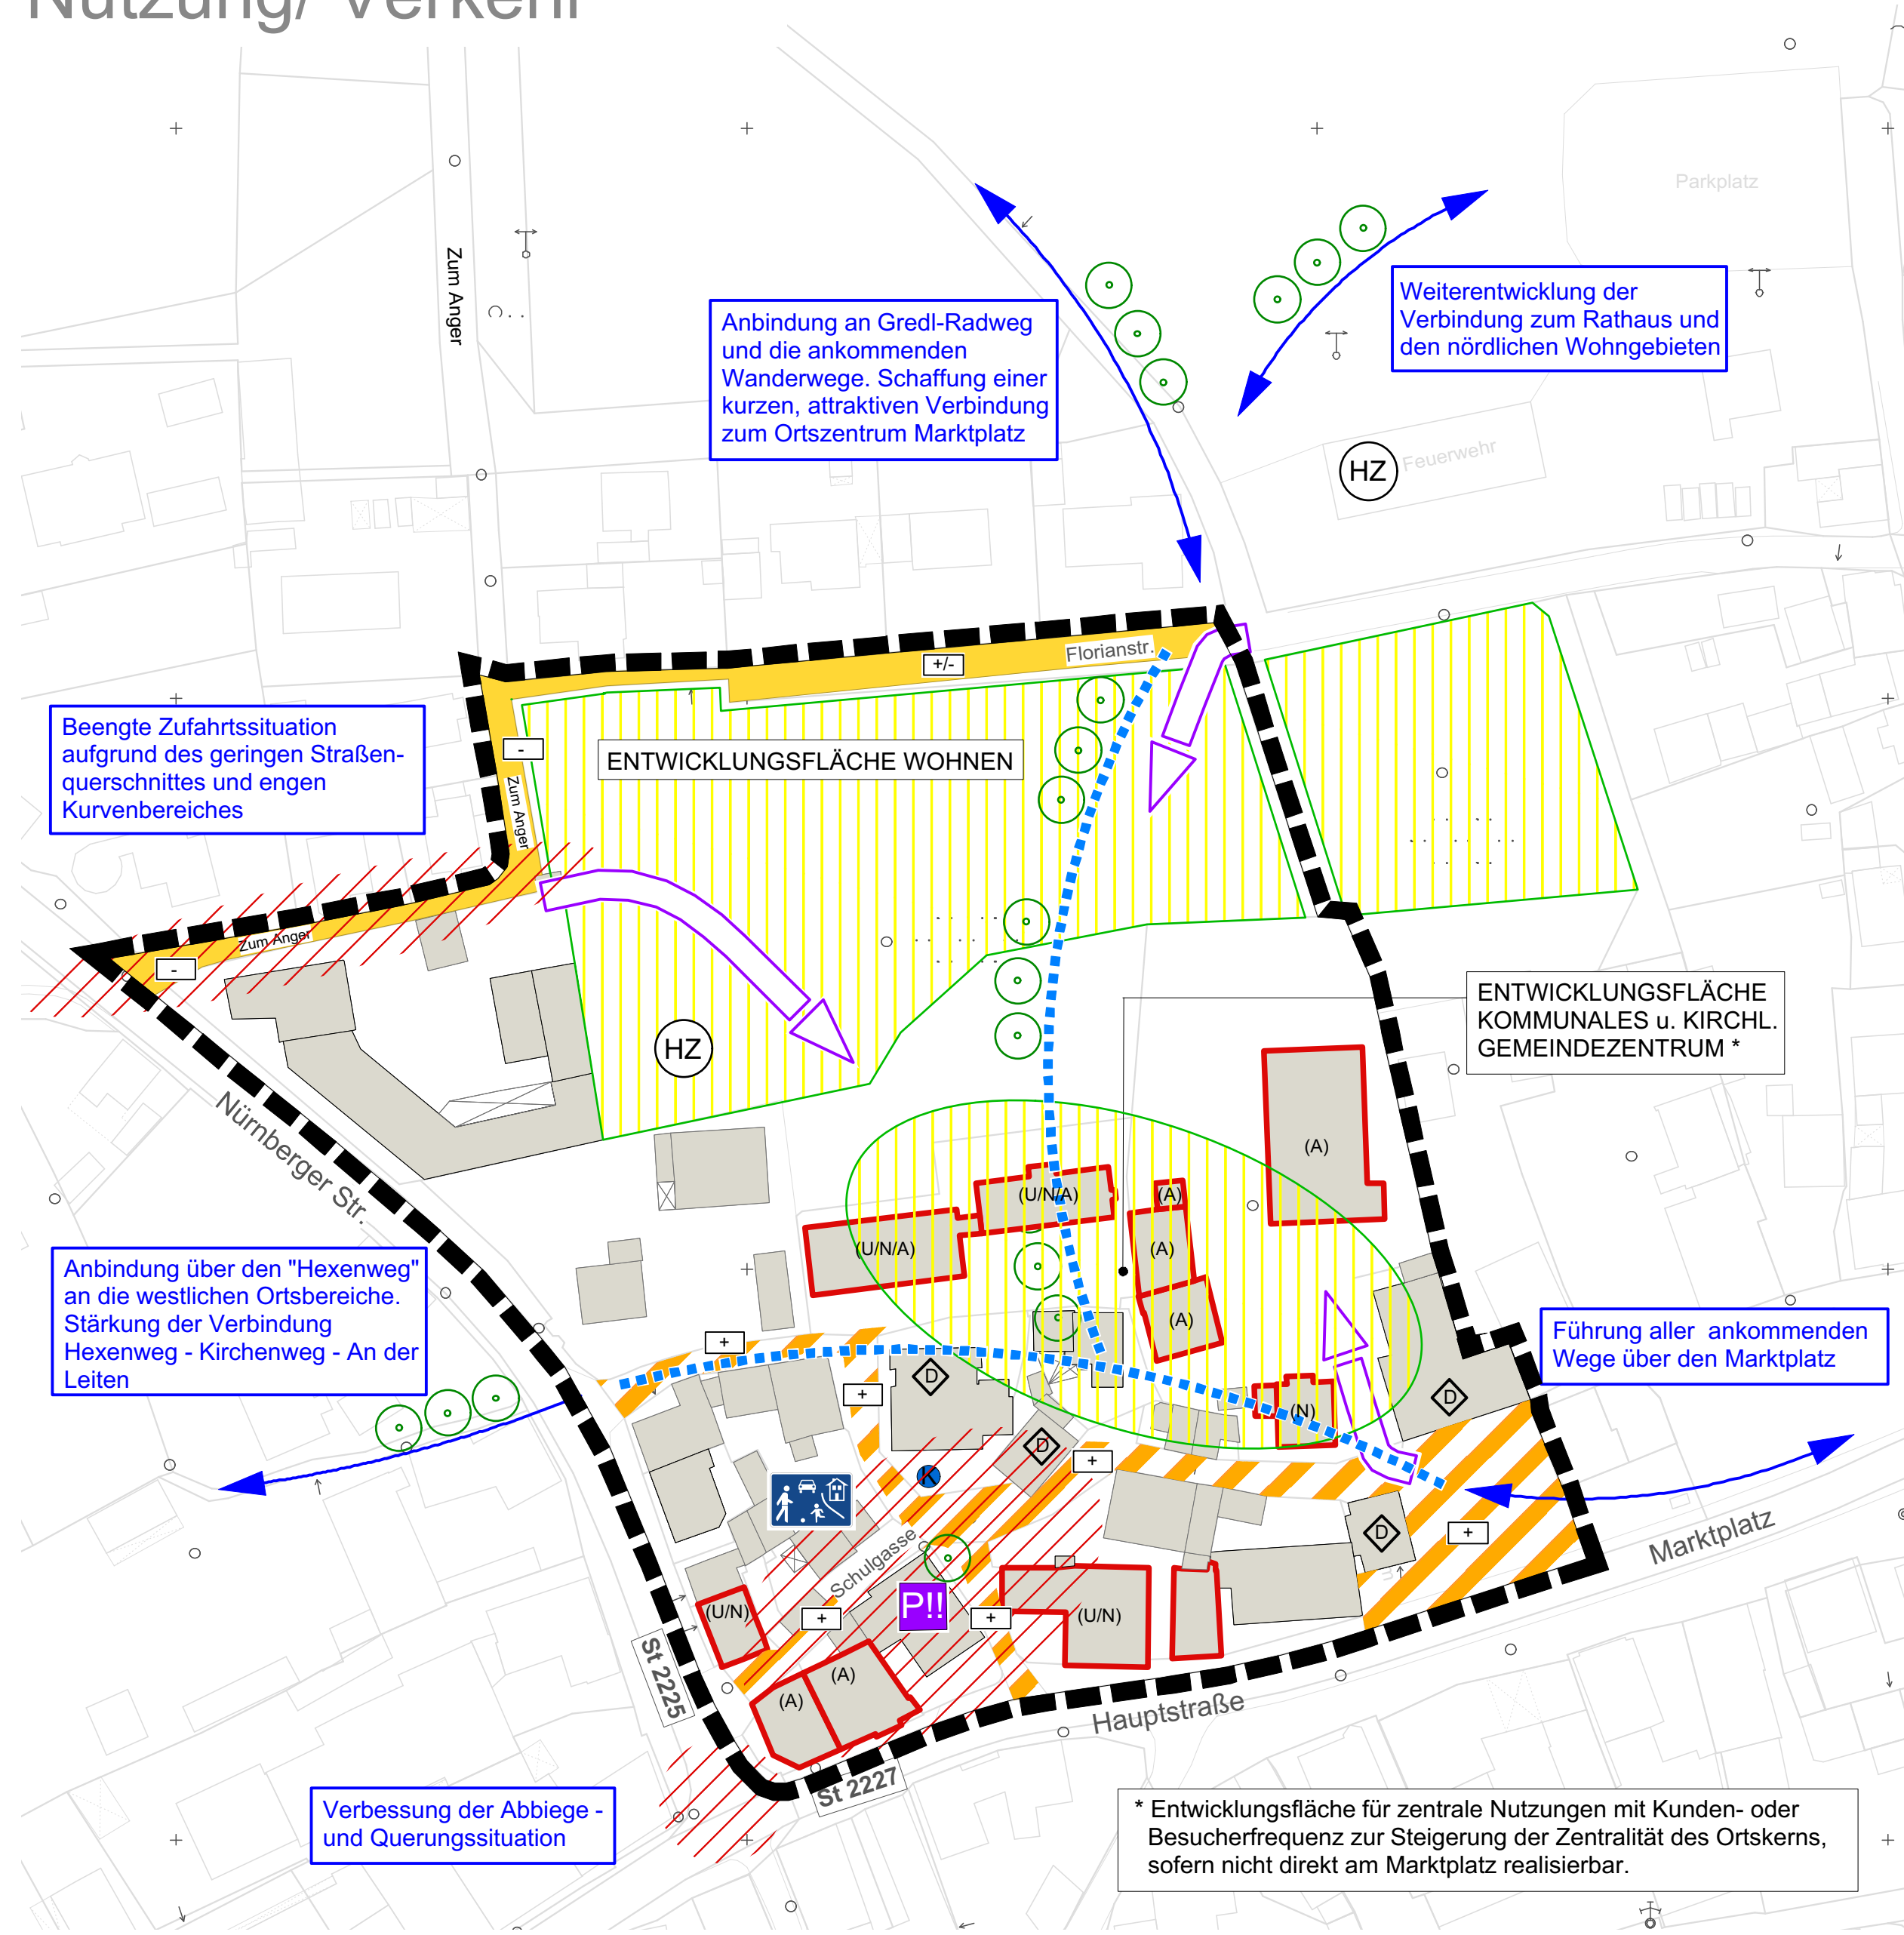 Nutzung/ Verkehr
Parkplatz
Zum Anger
Anbindung an Gredl-Radweg
und die ankommenden
Wanderwege. Schaffung einer
kurzen, attraktiven Verbindung
zum Ortszentrum Marktplatz
Weiterentwicklung der
Verbindung zum Rathaus und
den nördlichen Wohngebieten
HZ
Feuerwehr
Florianstr.
+/-
Beengte Zufahrtssituation
aufgrund des geringen Straßen-
querschnittes und engen
Kurvenbereiches
-
ENTWICKLUNGSFLÄCHE WOHNEN
Zum Anger
Zum Anger
-
HZ
ENTWICKLUNGSFLÄCHE
KOMMUNALES u. KIRCHL.
GEMEINDEZENTRUM *
Nürnberger Str.
(A)
(U/N/A)
(A)
(U/N/A)
(A)
(A)
Anbindung über den "Hexenweg"
an die westlichen Ortsbereiche.
Stärkung der Verbindung
Hexenweg - Kirchenweg - An der
Leiten
+
Führung aller ankommenden
Wege über den Marktplatz
D
+
D
(N)
D
+
K
D
+
Marktplatz
Schulgasse
P!!
(U/N)
+
+
(U/N)
St 2225
(A)
(A)
Hauptstraße
St 2227
Verbessung der Abbiege -
und Querungssituation
* Entwicklungsfläche für zentrale Nutzungen mit Kunden- oder
Besucherfrequenz zur Steigerung der Zentralität des Ortskerns,
sofern nicht direkt am Marktplatz realisierbar.